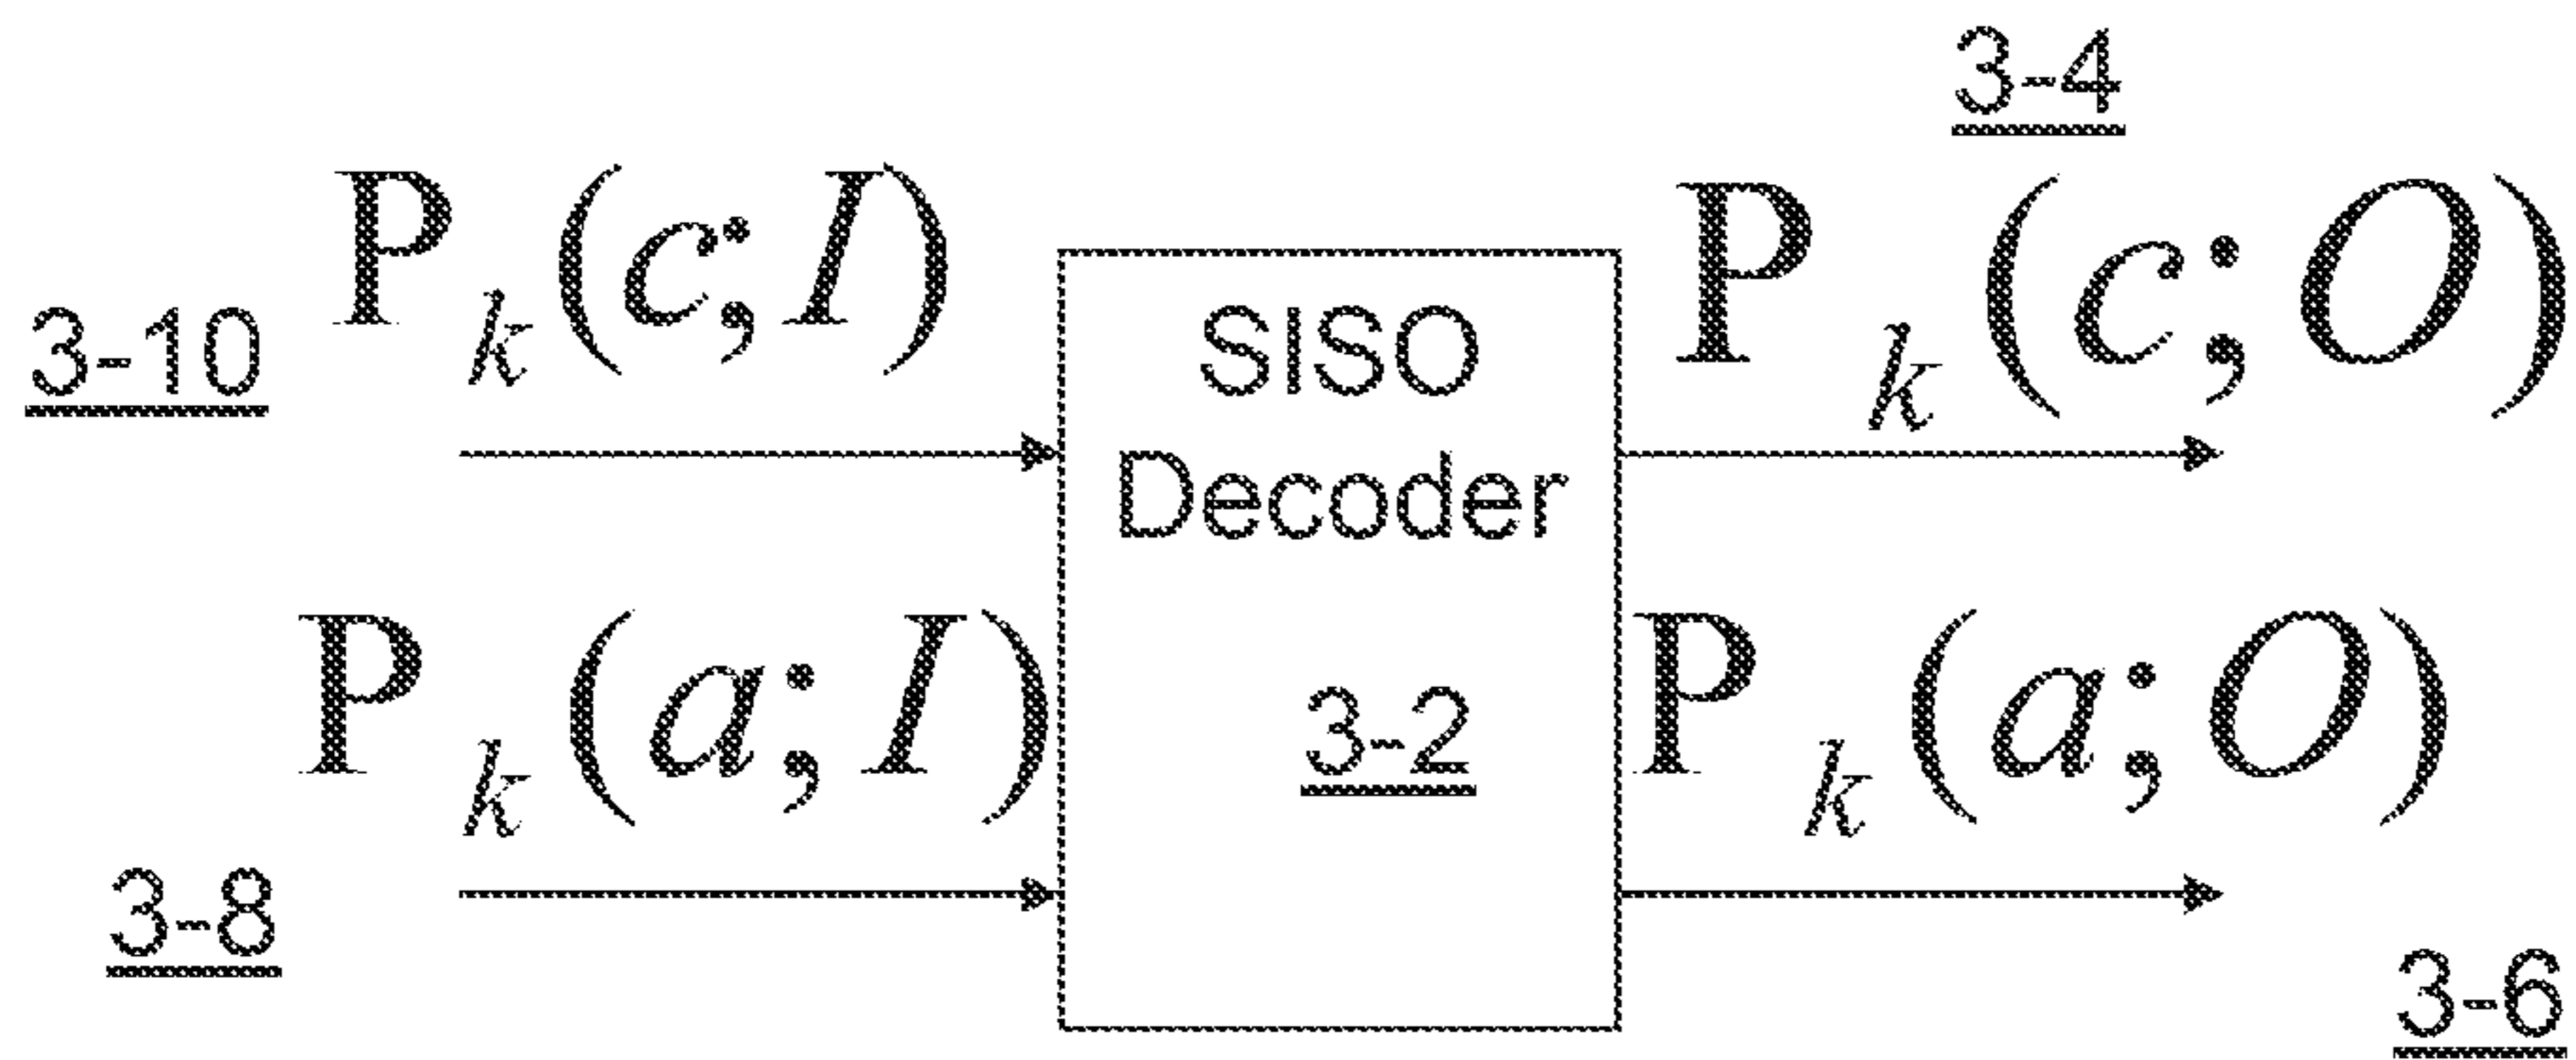 3-4
3-10 P_k(c;I)
P_k(c;O)
SISO
Decoder
3-2
P_k(a;I)
P_k(a;O)
3-8
3-6